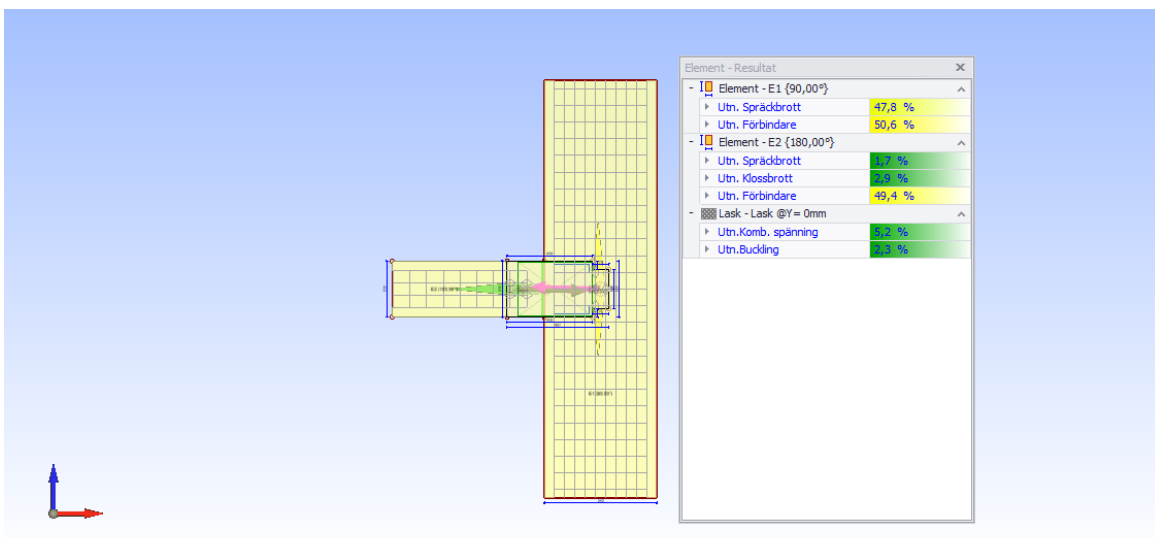 Element - Resultat
Element - E1 {90,00°}
Utn. Spräckbrott 47,8 %
Utn. Förbindare 50,6 %
Element - E2 {180,00°}
Utn. Spräckbrott 1,7 %
Utn. Klossbrott 2,9 %
Utn. Förbindare 49,4 %
Lask - Lask @Y= 0mm
Utn.Komb. spänning 5,2 %
Utn.Buckling 2,3 %